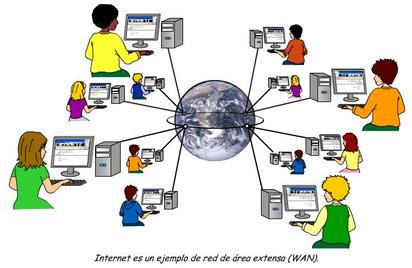 Internet es un ejemplo de red de área extensa (WAN).